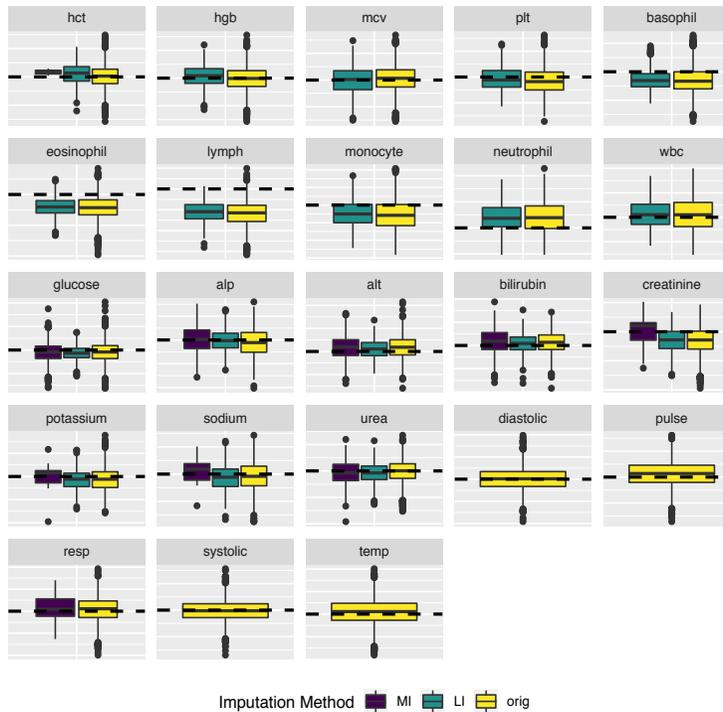 hct hgb mcv plt basophil
eosinophil lymph monocyte neutrophil wbc
glucose alp alt bilirubin creatinine
potassium sodium urea diastolic pulse
resp systolic temp
Imputation Method MI LI orig